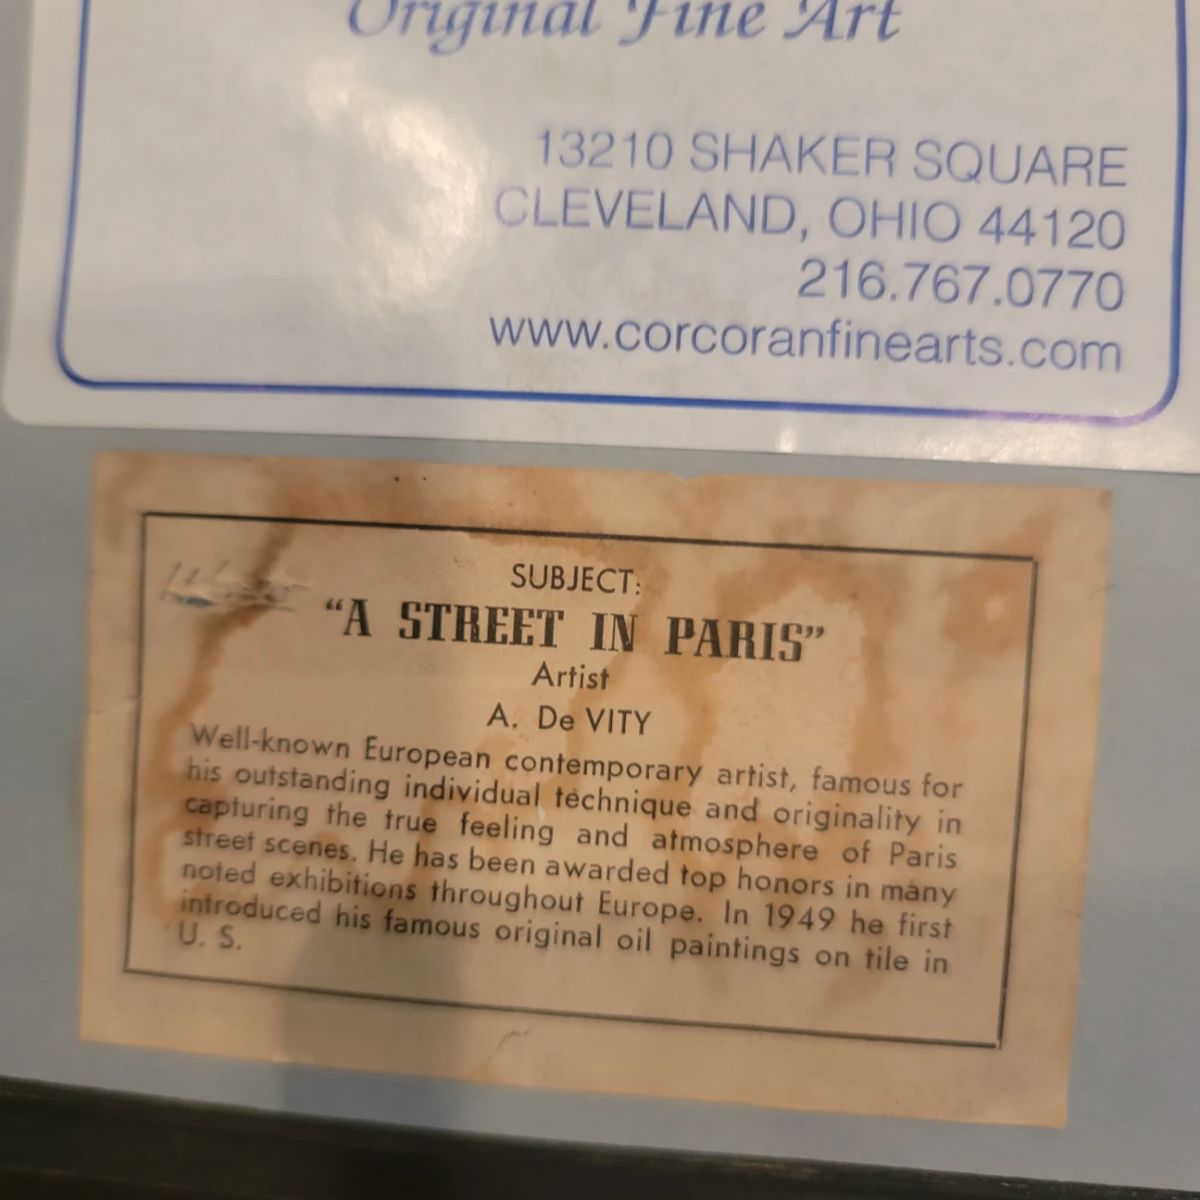 Original Fine Art
13210 SHAKER SQUARE
CLEVELAND, OHIO 44120
216.767.0770
www.corcoranfinearts.com
SUBJECT:
"A STREET IN PARIS"
Artist
A. De VITY
Well-known European contemporary artist, famous for
his outstanding individual technique and originality in
capturing the true feeling and atmosphere of Paris
street scenes. He has been awarded top honors in many
noted exhibitions throughout Europe. In 1949 he first
introduced his famous original oil paintings on tile in
U. S.